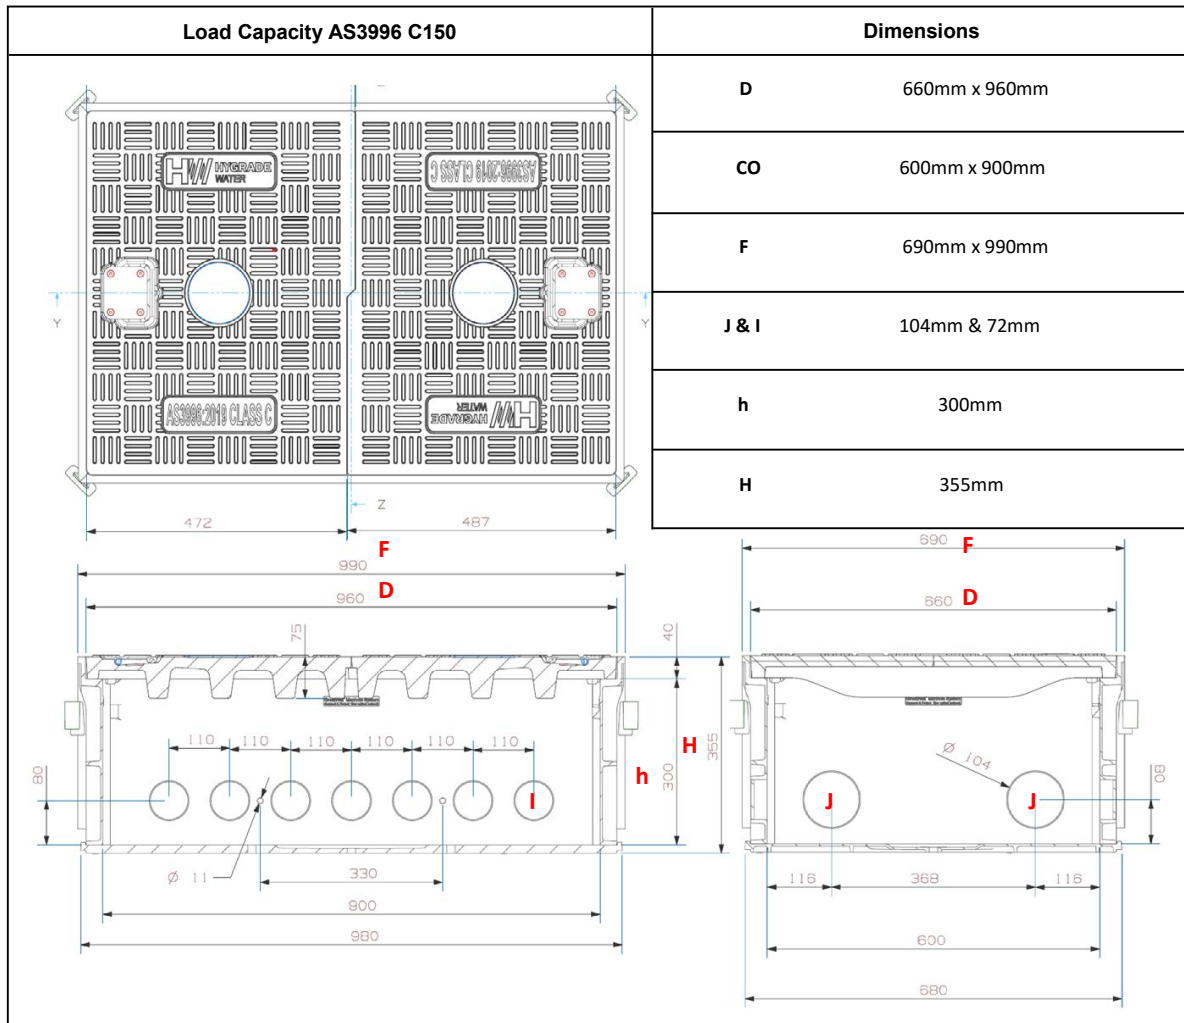 Load Capacity AS3996 C150
Dimensions
D 660mm x 960mm
CO 600mm x 900mm
F 690mm x 990mm
J & I 104mm & 72mm
h 300mm
H 355mm
HW HYGRADE
WATER
AS3996:2019 CLASS C
Y
Y
AS3996:2019 CLASS C
HW HYGRADE
WATER
Z
472
487
F
990
D
960
75
40
110
110
110
110
110
110
80
I
H
h
300
355
Ø 11
330
900
980
690
F
660
D
Ø 104
J
J
80
116
368
116
600
680